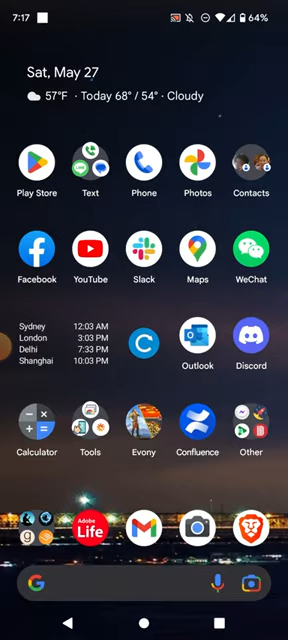 7:17
64%
Sat, May 27
57°F · Today 68° / 54° · Cloudy
Play Store
Text
Phone
Photos
Contacts
Facebook
YouTube
Slack
Maps
WeChat
Sydney 12:03 AM
London 3:03 PM
Delhi 7:33 PM
Shanghai 10:03 PM
Outlook
Discord
Calculator
Tools
Evony
Confluence
Other
Adobe
Life